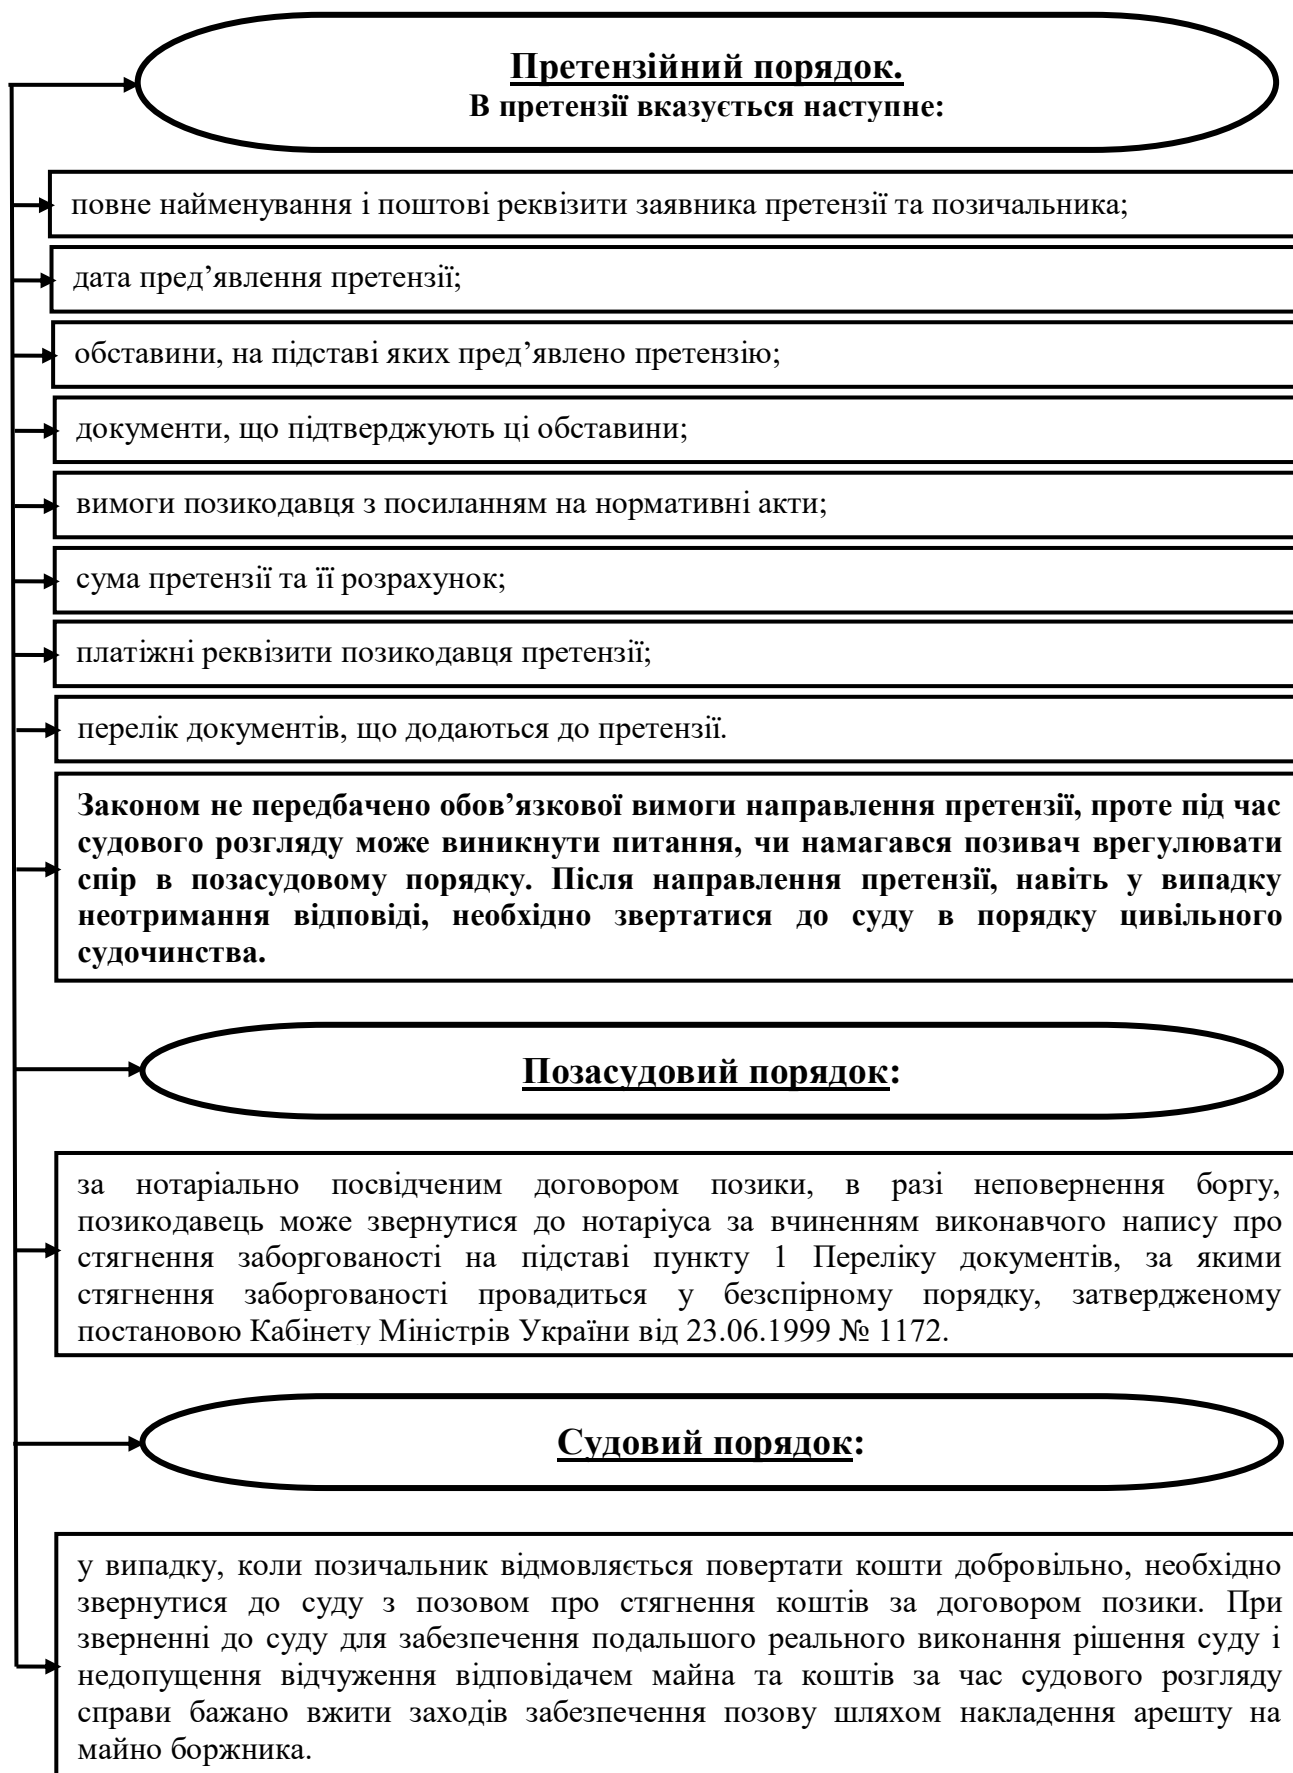 Претензійний порядок.
В претензії вказується наступне:
повне найменування і поштові реквізити заявника претензії та позичальника;
дата пред’явлення претензії;
обставини, на підставі яких пред’явлено претензію;
документи, що підтверджують ці обставини;
вимоги позикодавця з посиланням на нормативні акти;
сума претензії та її розрахунок;
платіжні реквізити позикодавця претензії;
перелік документів, що додаються до претензії.
Законом не передбачено обов’язкової вимоги направлення претензії, проте під час
судового розгляду може виникнути питання, чи намагався позивач врегулювати
спір в позасудовому порядку. Після направлення претензії, навіть у випадку
неотримання відповіді, необхідно звертатися до суду в порядку цивільного
судочинства.
Позасудовий порядок:
за нотаріально посвідченим договором позики, в разі неповернення боргу,
позикодавець може звернутися до нотаріуса за вчиненням виконавчого напису про
стягнення заборгованості на підставі пункту 1 Переліку документів, за якими
стягнення заборгованості провадиться у безспірному порядку, затвердженому
постановою Кабінету Міністрів України від 23.06.1999 № 1172.
Судовий порядок:
у випадку, коли позичальник відмовляється повертати кошти добровільно, необхідно
звернутися до суду з позовом про стягнення коштів за договором позики. При
зверненні до суду для забезпечення подальшого реального виконання рішення суду і
недопущення відчуження відповідачем майна та коштів за час судового розгляду
справи бажано вжити заходів забезпечення позову шляхом накладення арешту на
майно боржника.